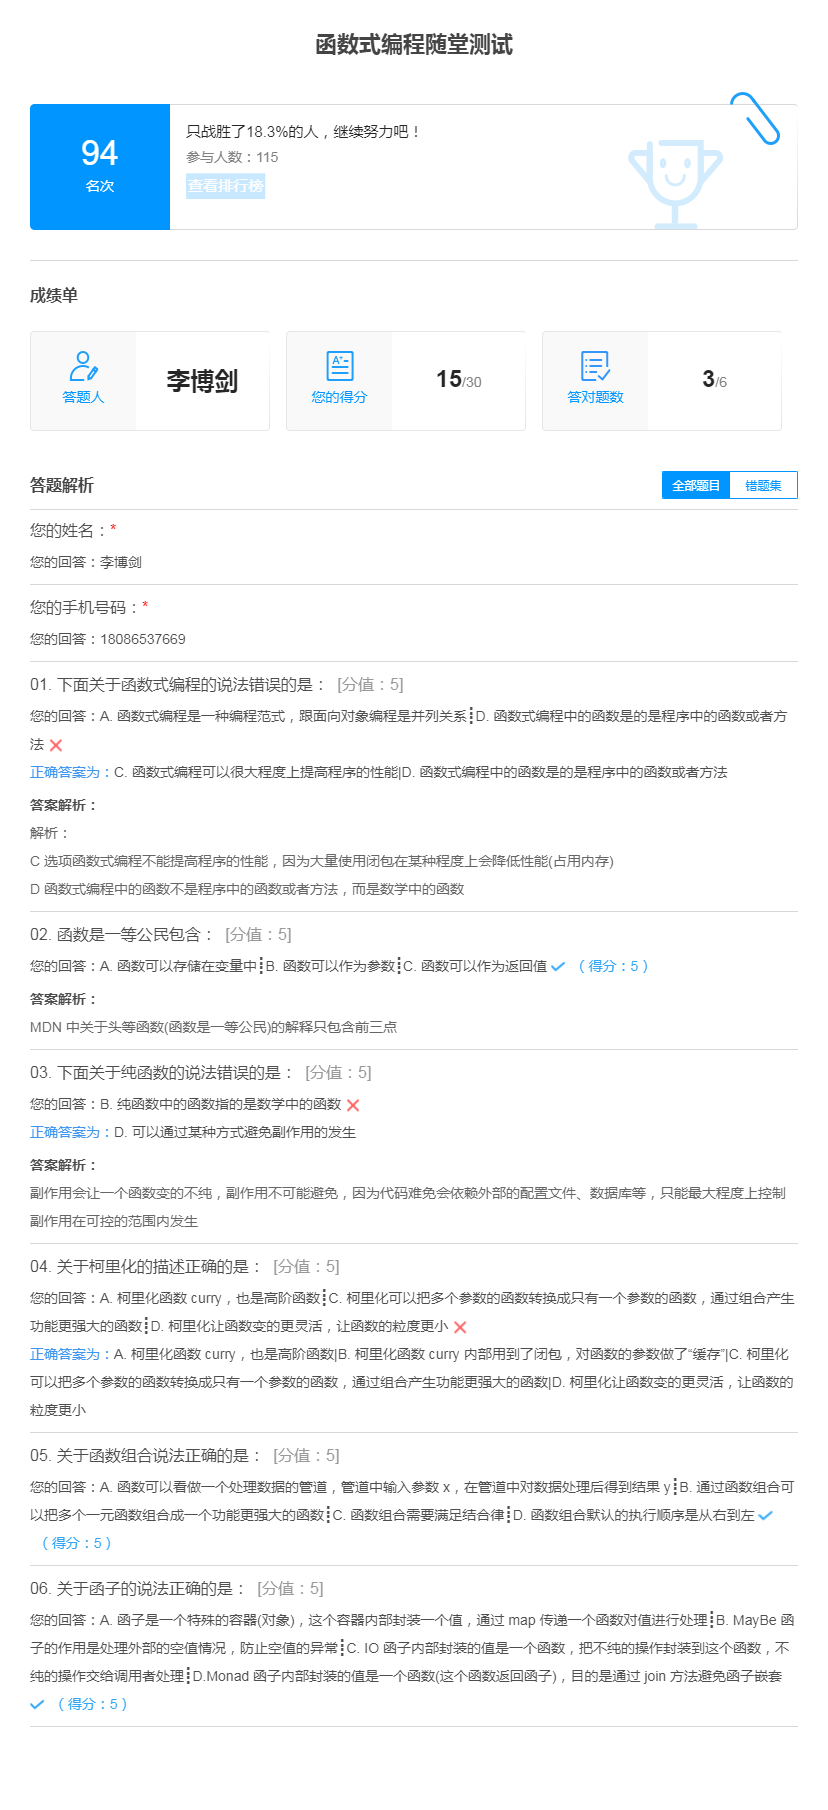 函数式编程随堂测试
94
名次
只战胜了18.3%的人，继续努力吧！
参与人数：115
查看排行榜
成绩单
答题人
李博剑
A+
您的得分
15/30
答对题数
3/6
答题解析
全部题目
错题集
您的姓名：*
您的回答：李博剑
您的手机号码：*
您的回答：18086537669
01. 下面关于函数式编程的说法错误的是： [分值：5]
您的回答：A. 函数式编程是一种编程范式，跟面向对象编程是并列关系┋D. 函数式编程中的函数是的是程序中的函数或者方
法
正确答案为：C. 函数式编程可以很大程度上提高程序的性能|D. 函数式编程中的函数是的是程序中的函数或者方法
答案解析：
解析：
C 选项函数式编程不能提高程序的性能，因为大量使用闭包在某种程度上会降低性能(占用内存)
D 函数式编程中的函数不是程序中的函数或者方法，而是数学中的函数
02. 函数是一等公民包含： [分值：5]
您的回答：A. 函数可以存储在变量中┋B. 函数可以作为参数┋C. 函数可以作为返回值 （得分：5）
答案解析：
MDN 中关于头等函数(函数是一等公民)的解释只包含前三点
03. 下面关于纯函数的说法错误的是： [分值：5]
您的回答：B. 纯函数中的函数指的是数学中的函数
正确答案为：D. 可以通过某种方式避免副作用的发生
答案解析：
副作用会让一个函数变的不纯，副作用不可能避免，因为代码难免会依赖外部的配置文件、数据库等，只能最大程度上控制
副作用在可控的范围内发生
04. 关于柯里化的描述正确的是： [分值：5]
您的回答：A. 柯里化函数 curry，也是高阶函数┋C. 柯里化可以把多个参数的函数转换成只有一个参数的函数，通过组合产生
功能更强大的函数┋D. 柯里化让函数变的更灵活，让函数的粒度更小
正确答案为：A. 柯里化函数 curry，也是高阶函数|B. 柯里化函数 curry 内部用到了闭包，对函数的参数做了“缓存”|C. 柯里化
可以把多个参数的函数转换成只有一个参数的函数，通过组合产生功能更强大的函数|D. 柯里化让函数变的更灵活，让函数的
粒度更小
05. 关于函数组合说法正确的是： [分值：5]
您的回答：A. 函数可以看做一个处理数据的管道，管道中输入参数 x，在管道中对数据处理后得到结果 y┋B. 通过函数组合可
以把多个一元函数组合成一个功能更强大的函数┋C. 函数组合需要满足结合律┋D. 函数组合默认的执行顺序是从右到左
（得分：5）
06. 关于函子的说法正确的是： [分值：5]
您的回答：A. 函子是一个特殊的容器(对象)，这个容器内部封装一个值，通过 map 传递一个函数对值进行处理┋B. MayBe 函
子的作用是处理外部的空值情况，防止空值的异常┋C. IO 函子内部封装的值是一个函数，把不纯的操作封装到这个函数，不
纯的操作交给调用者处理┋D.Monad 函子内部封装的值是一个函数(这个函数返回函子)，目的是通过 join 方法避免函子嵌套
（得分：5）